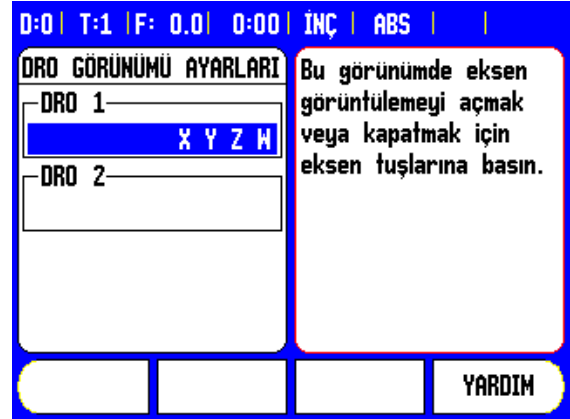 D:0 | T:1 | F: 0.0 | 0:00 | İNÇ | ABS | |
DRO GÖRÜNÜMÜ AYARLARI
DRO 1
X Y Z W
DRO 2
Bu görünümde eksen
görüntülemeyi açmak
veya kapatmak için
eksen tuşlarına basın.
YARDIM